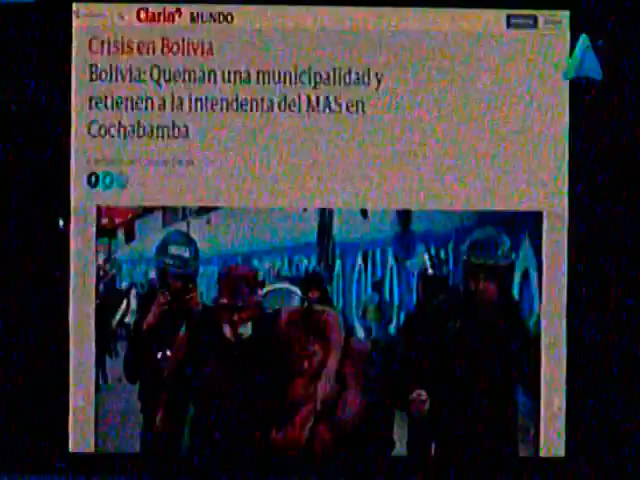 Clarín MUNDO
Crisis en Bolivia
Bolivia: Queman una municipalidad y
retienen a la intendenta del MAS en
Cochabamba